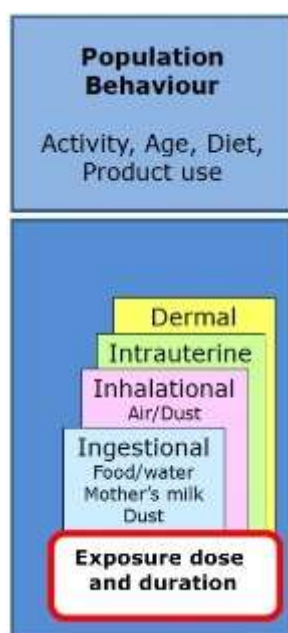 Population
Behaviour
Activity, Age, Diet,
Product use
Dermal
Intrauterine
Inhalational
Air/Dust
Ingestional
Food/water
Mother's milk
Dust
Exposure dose
and duration